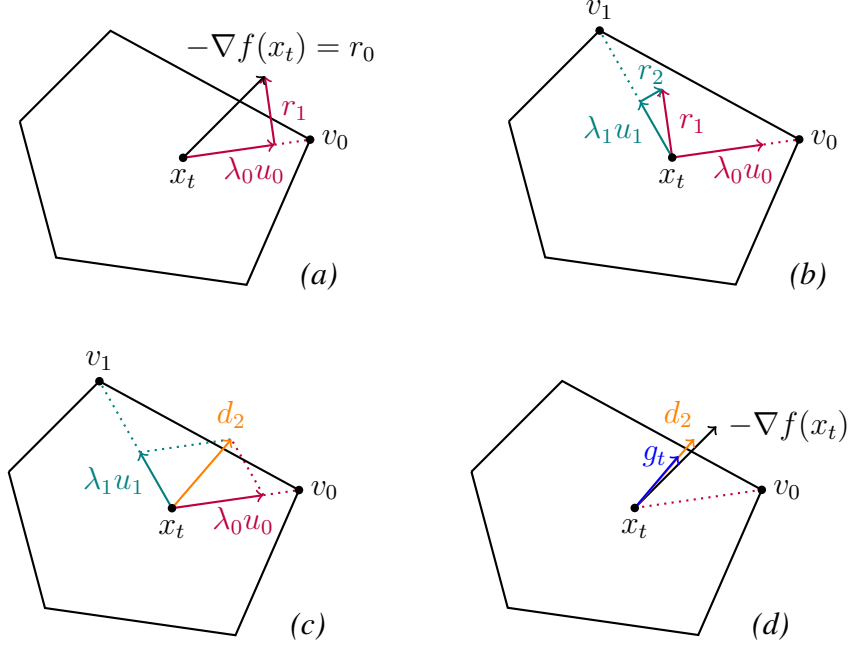 −∇f(x_t) = r_0
r_1
v_0
x_t
λ_0u_0
(a)
v_1
r_2
λ_1u_1
r_1
v_0
x_t
λ_0u_0
(b)
v_1
d_2
λ_1u_1
v_0
x_t
λ_0u_0
(c)
d_2
−∇f(x_t)
g_t
v_0
x_t
(d)